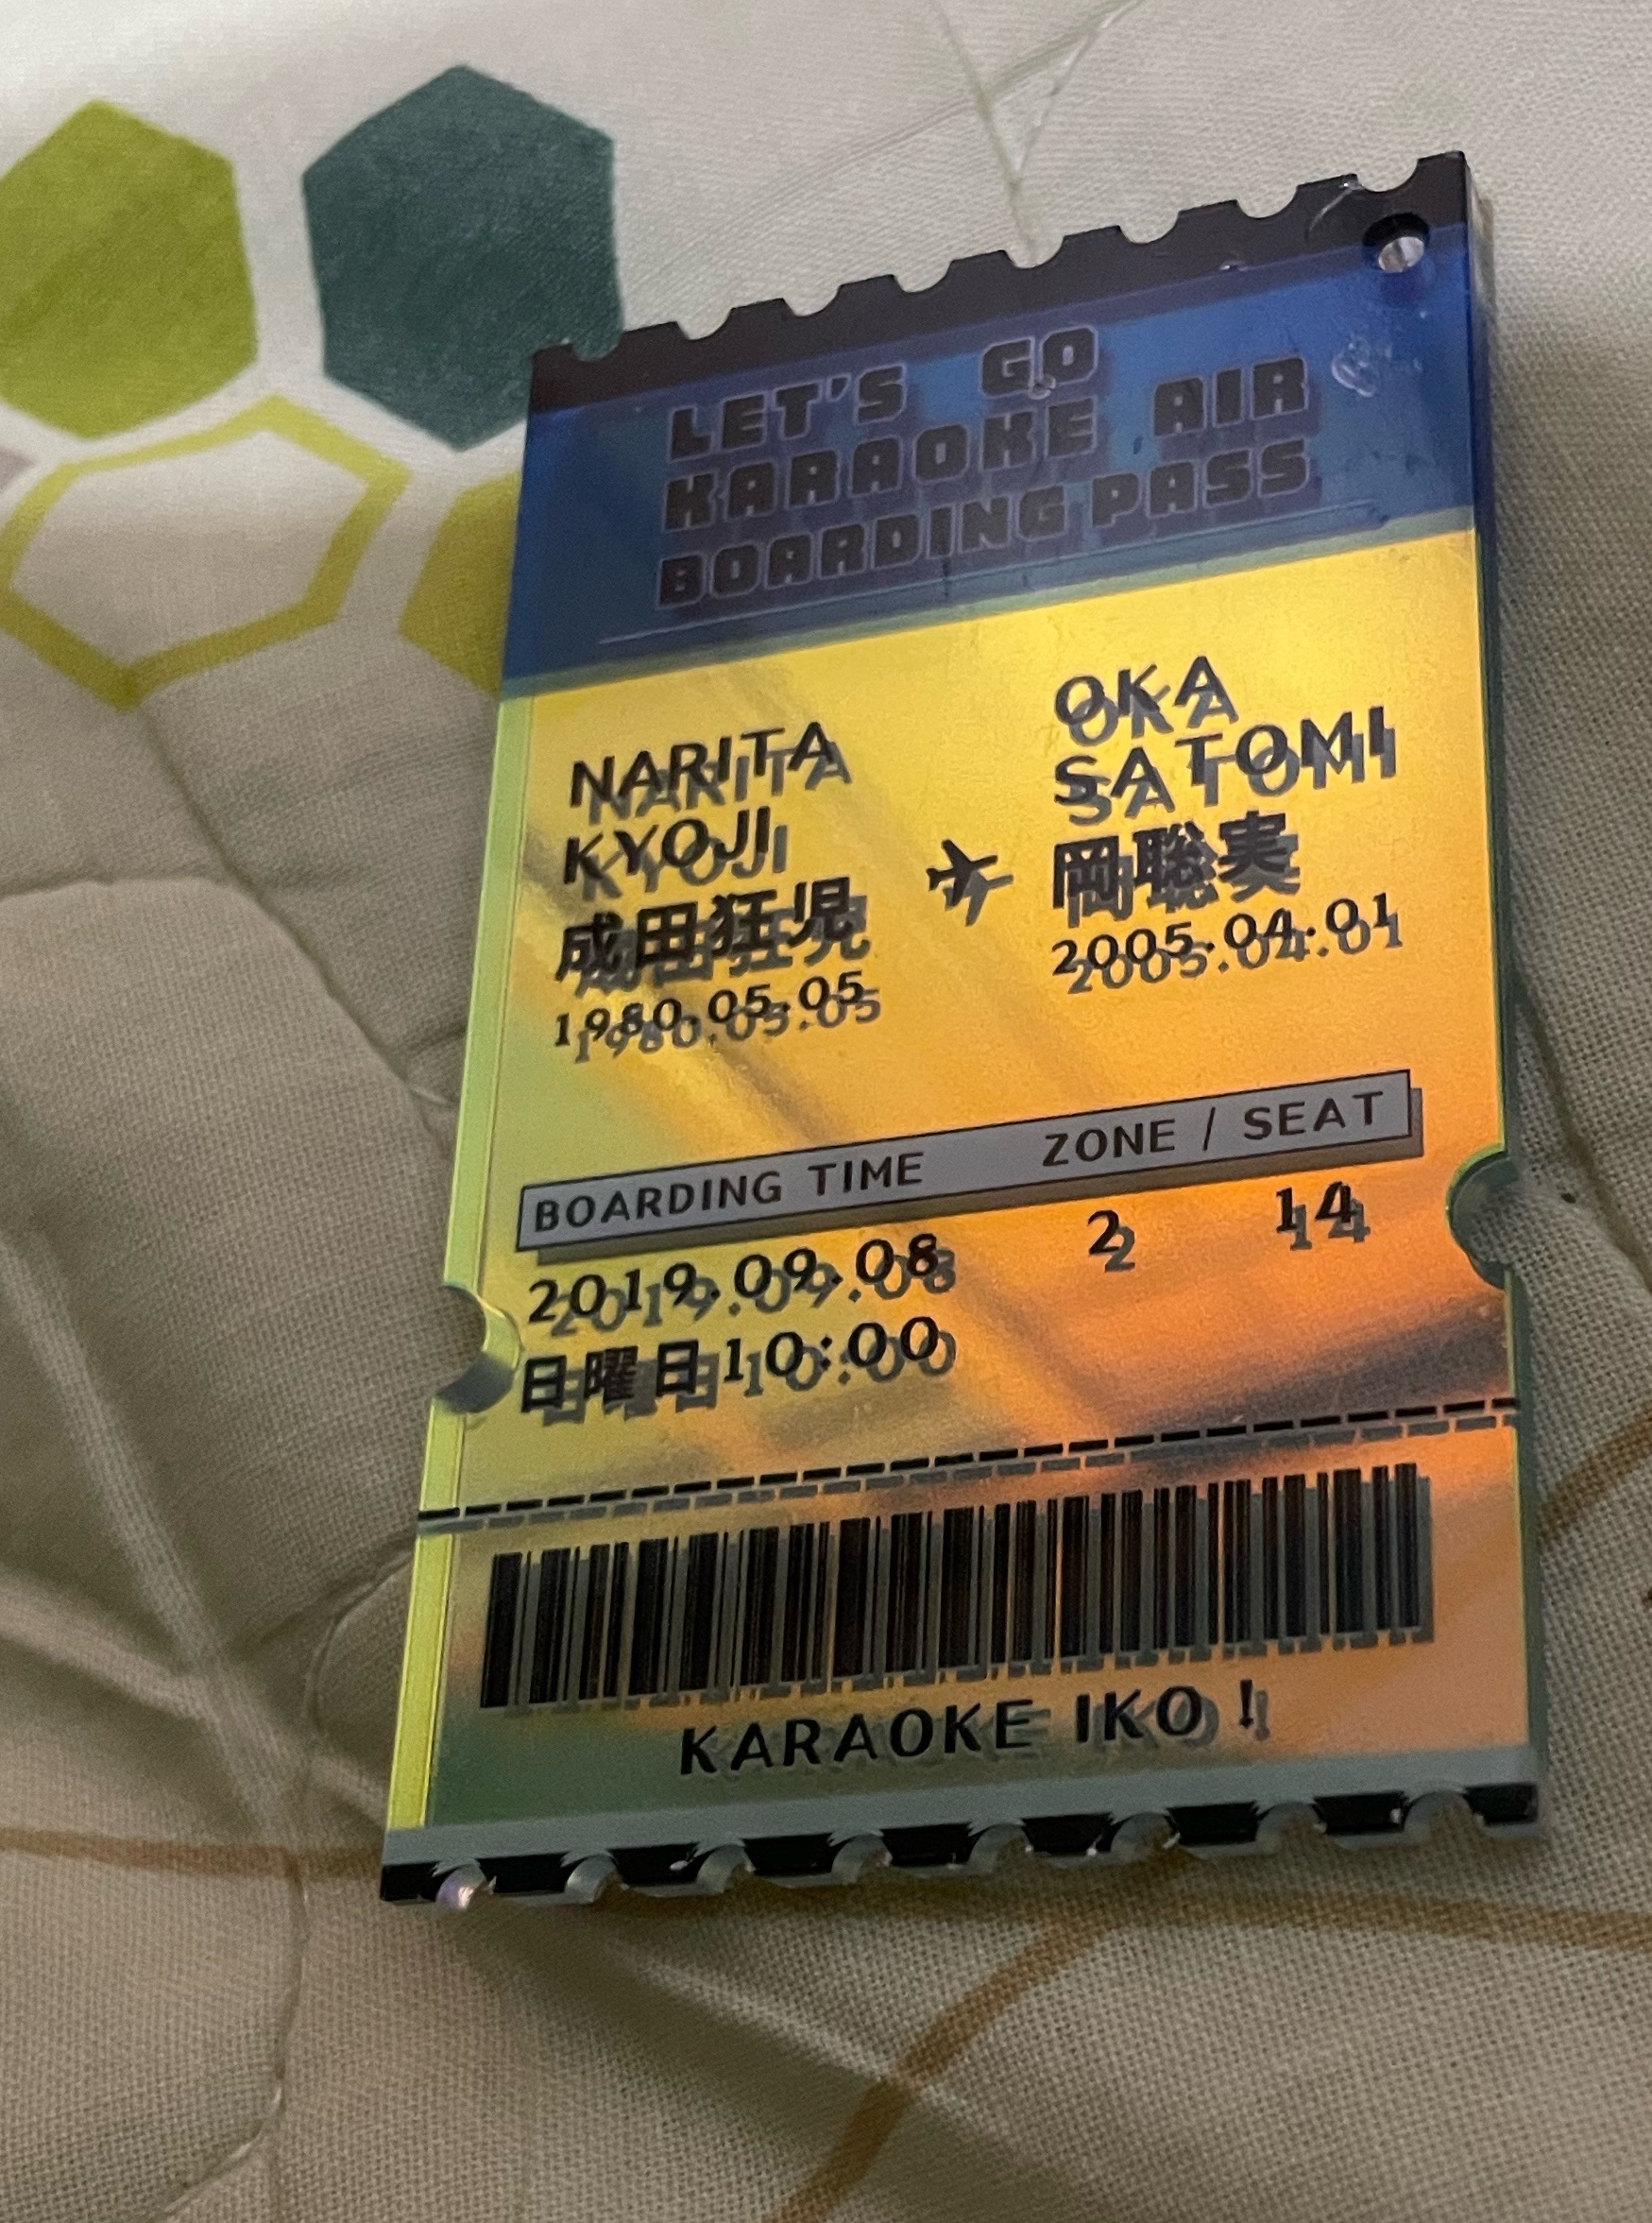 LET'S GO
KARAOKE AIR
BOARDING PASS
NARITA
KYOJI
成田狂児
1980.05.05
OKA
SATOMI
岡聡実
2005.04.01
BOARDING TIME ZONE / SEAT
2019.09.08 2 14
日曜日10:00
KARAOKE IKO!